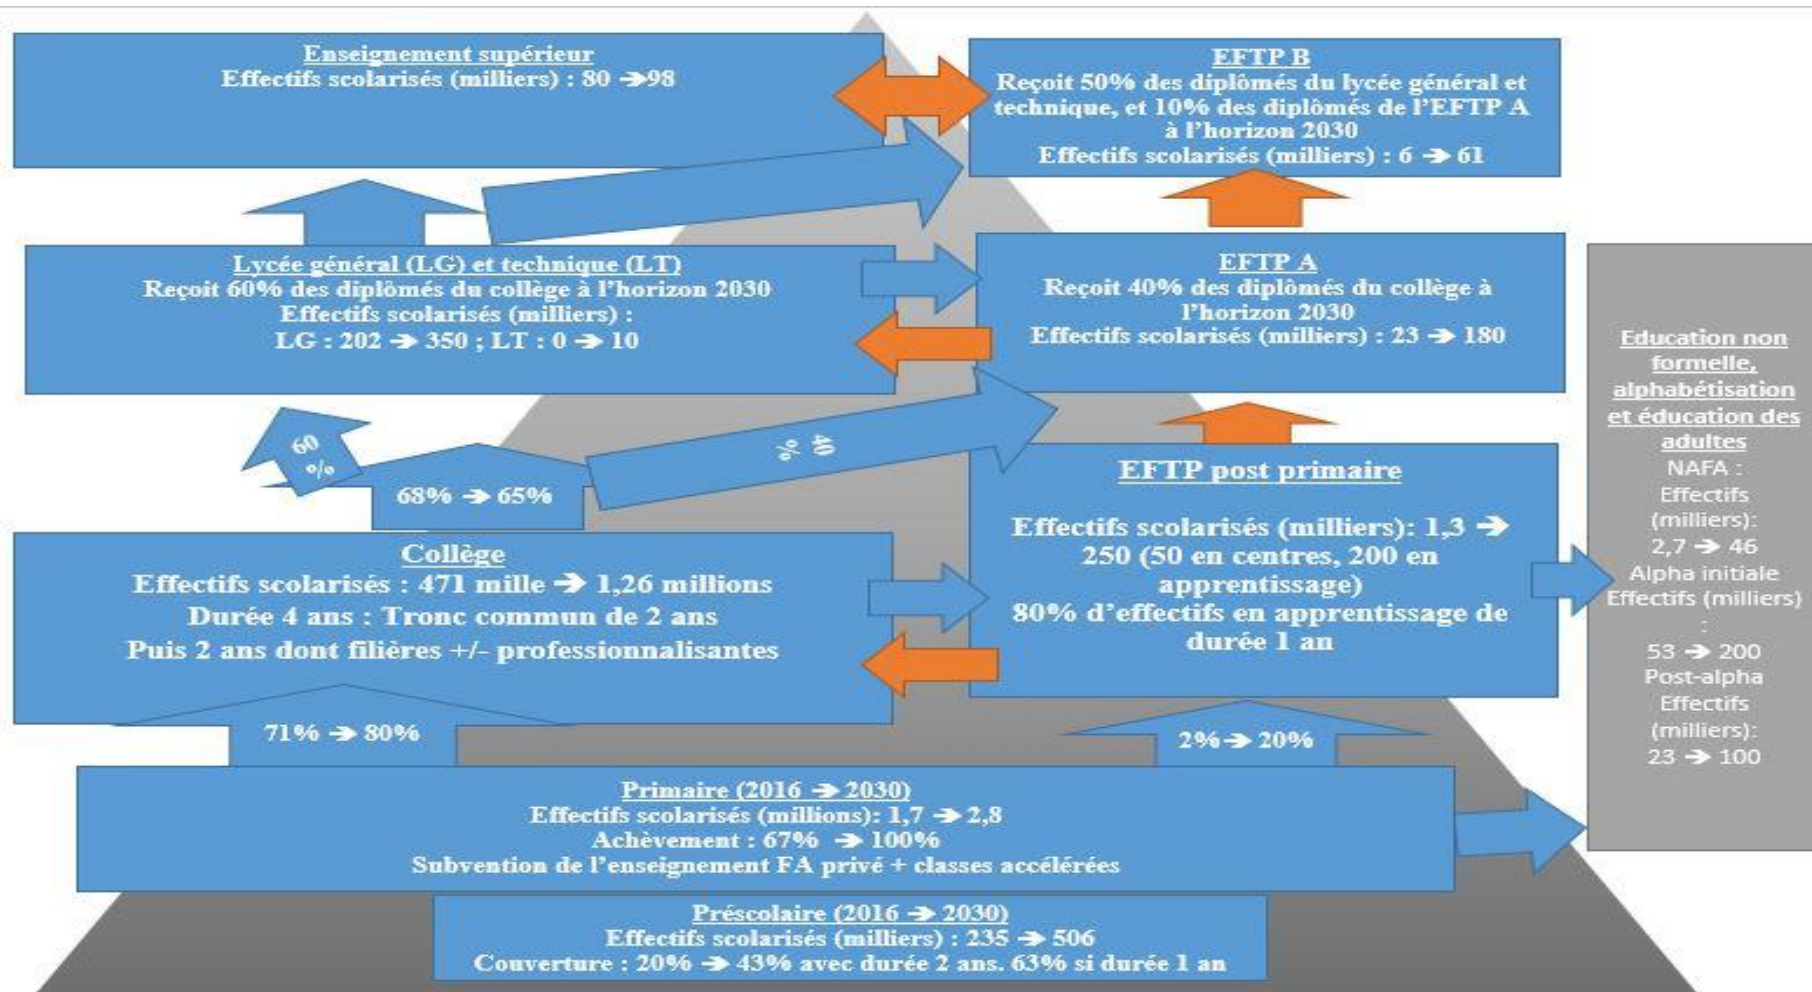 Enseignement supérieur
Effectifs scolarisés (milliers) : 80 ➔98
EFTP B
Reçoit 50% des diplômés du lycée général et
technique, et 10% des diplômés de l'EFTP A
à l'horizon 2030
Effectifs scolarisés (milliers) : 6 ➔ 61
Lycée général (LG) et technique (LT)
Reçoit 60% des diplômés du collège à l'horizon 2030
Effectifs scolarisés (milliers) :
LG : 202 ➔ 350 ; LT : 0 ➔ 10
EFTP A
Reçoit 40% des diplômés du collège à
l'horizon 2030
Effectifs scolarisés (milliers) : 23 ➔ 180
60
%
68% ➔ 65%
40
%
Collège
Effectifs scolarisés : 471 mille ➔ 1,26 millions
Durée 4 ans : Tronc commun de 2 ans
Puis 2 ans dont filières +/- professionnalisantes
EFTP post primaire
Effectifs scolarisés (milliers): 1,3 ➔
250 (50 en centres, 200 en
apprentissage)
80% d'effectifs en apprentissage de
durée 1 an
Education non
formelle,
alphabétisation
et éducation des
adultes
NAFA :
Effectifs
(milliers):
2,7 ➔ 46
Alpha initiale
Effectifs (milliers)
:
53 ➔ 200
Post-alpha
Effectifs
(milliers):
23 ➔ 100
71% ➔ 80%
2%➔ 20%
Primaire (2016 ➔ 2030)
Effectifs scolarisés (millions): 1,7 ➔ 2,8
Achèvement : 67% ➔ 100%
Subvention de l'enseignement FA privé + classes accélérées
Préscolaire (2016 ➔ 2030)
Effectifs scolarisés (milliers) : 235 ➔ 506
Couverture : 20% ➔ 43% avec durée 2 ans. 63% si durée 1 an